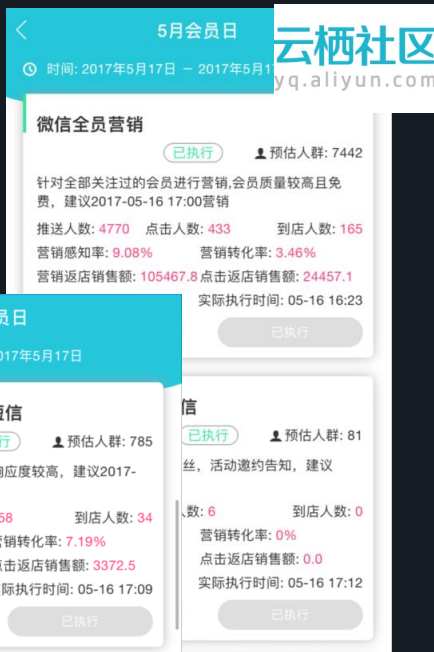 5月会员日
云栖社区
yq.aliyun.com
时间: 2017年5月17日 － 2017年5月1
微信全员营销
已执行
预估人群: 7442
针对全部关注过的会员进行营销,会员质量较高且免
费，建议2017-05-16 17:00营销
推送人数: 4770 点击人数: 433 到店人数: 165
营销感知率: 9.08% 营销转化率: 3.46%
营销返店销售额: 105467.8 点击返店销售额: 24457.1
实际执行时间: 05-16 16:23
已执行
员日
017年5月17日
信
行
预估人群: 785
应度较高，建议2017-
58 到店人数: 34
营销转化率: 7.19%
击返店销售额: 3372.5
际执行时间: 05-16 17:09
已执行
信
已执行
预估人群: 81
丝，活动邀约告知，建议
人数: 6 到店人数: 0
营销转化率: 0%
点击返店销售额: 0.0
实际执行时间: 05-16 17:12
已执行